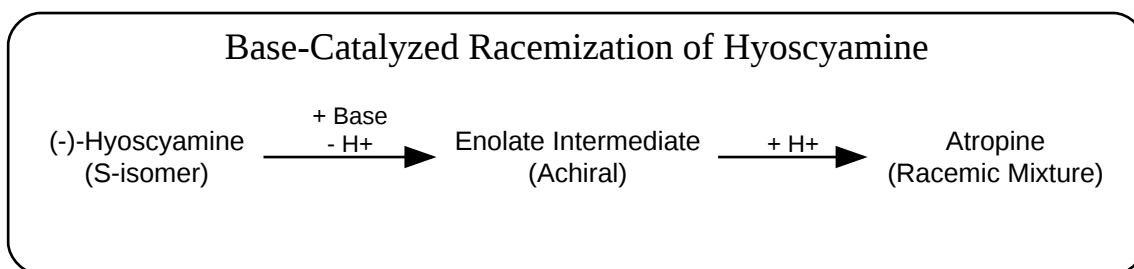 Base-Catalyzed Racemization of Hyoscyamine
(-)-Hyoscyamine
(S-isomer)
+ Base
- H+
Enolate Intermediate
(Achiral)
+ H+
Atropine
(Racemic Mixture)